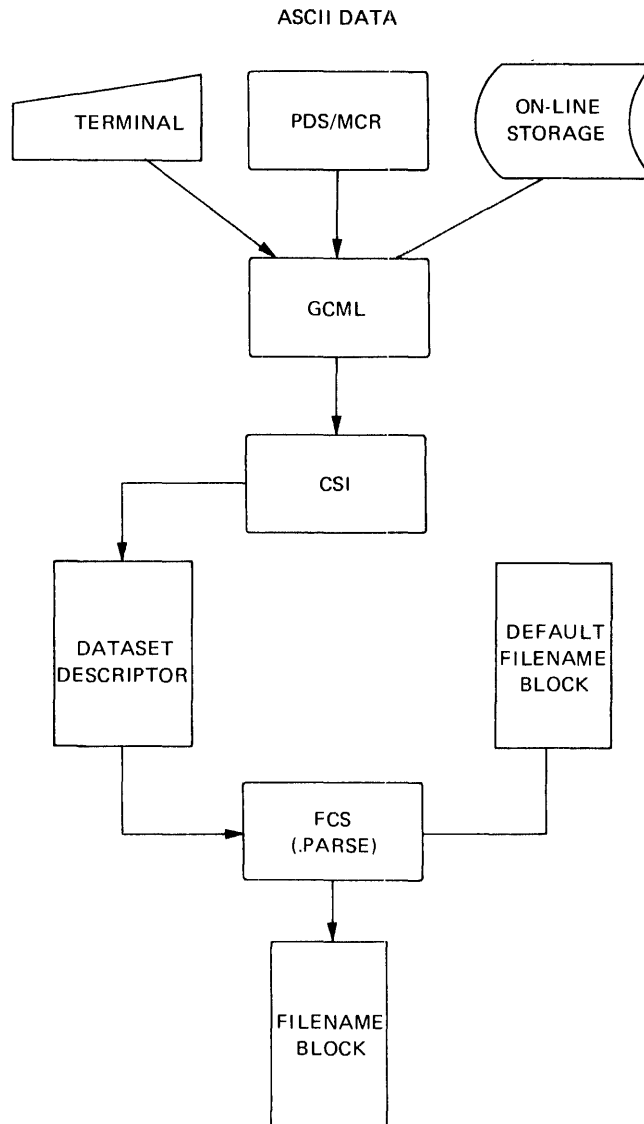 ASCII DATA
TERMINAL
PDS/MCR
ON-LINE
STORAGE
GCML
CSI
DATASET
DESCRIPTOR
DEFAULT
FILENAME
BLOCK
FCS
(.PARSE)
FILENAME
BLOCK